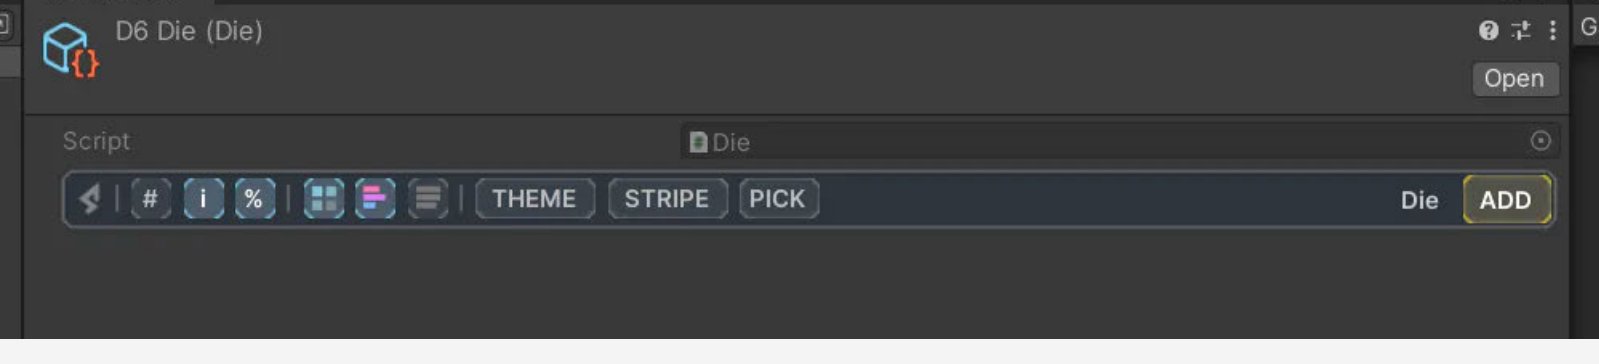 D6 Die (Die)
G
Open
Script
Die
# i % THEME STRIPE PICK Die ADD